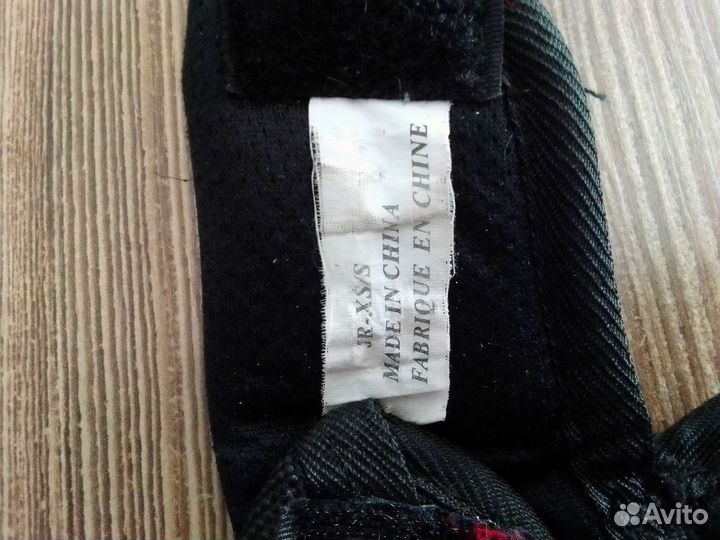 JR-XS/S
MADE IN CHINA
FABRIQUE EN CHINE
Avito